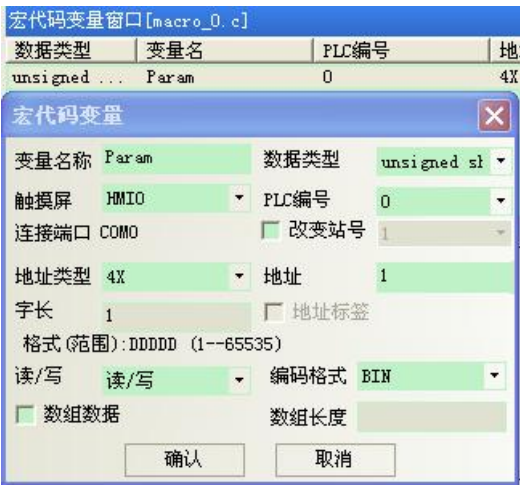 宏代码变量窗口[macro_0.c]
数据类型 变量名 PLC编号 地
unsigned ... Param 0 4X
宏代码变量
变量名称 Param 数据类型 unsigned sh
触摸屏 HMI0 PLC编号 0
连接端口 COM0 改变站号 1
地址类型 4X 地址 1
字长 1 地址标签
格式(范围):DDDDD (1--65535)
读/写 读/写 编码格式 BIN
数组数据 数组长度
确认 取消